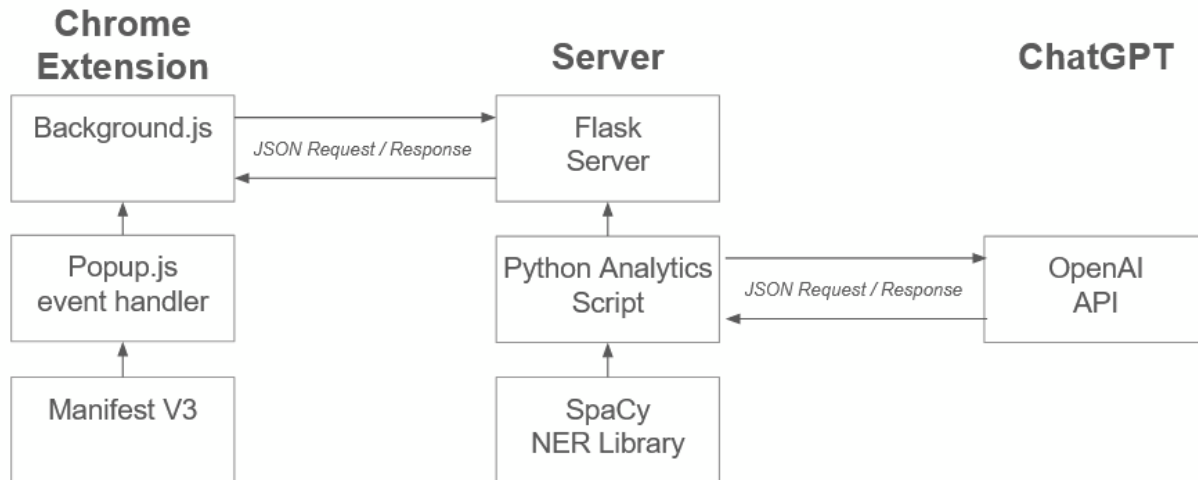 Chrome
Extension
Server
ChatGPT
Background.js
JSON Request / Response
Flask
Server
Popup.js
event handler
Python Analytics
Script
JSON Request / Response
OpenAI
API
Manifest V3
SpaCy
NER Library